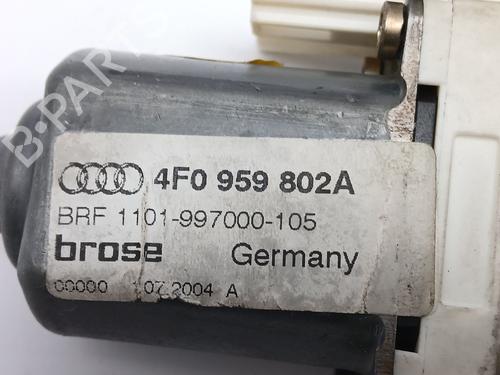 B-PARTS
4F0 959 802A
BRF 1101-997000-105
brose Germany
00000 07.2004 A